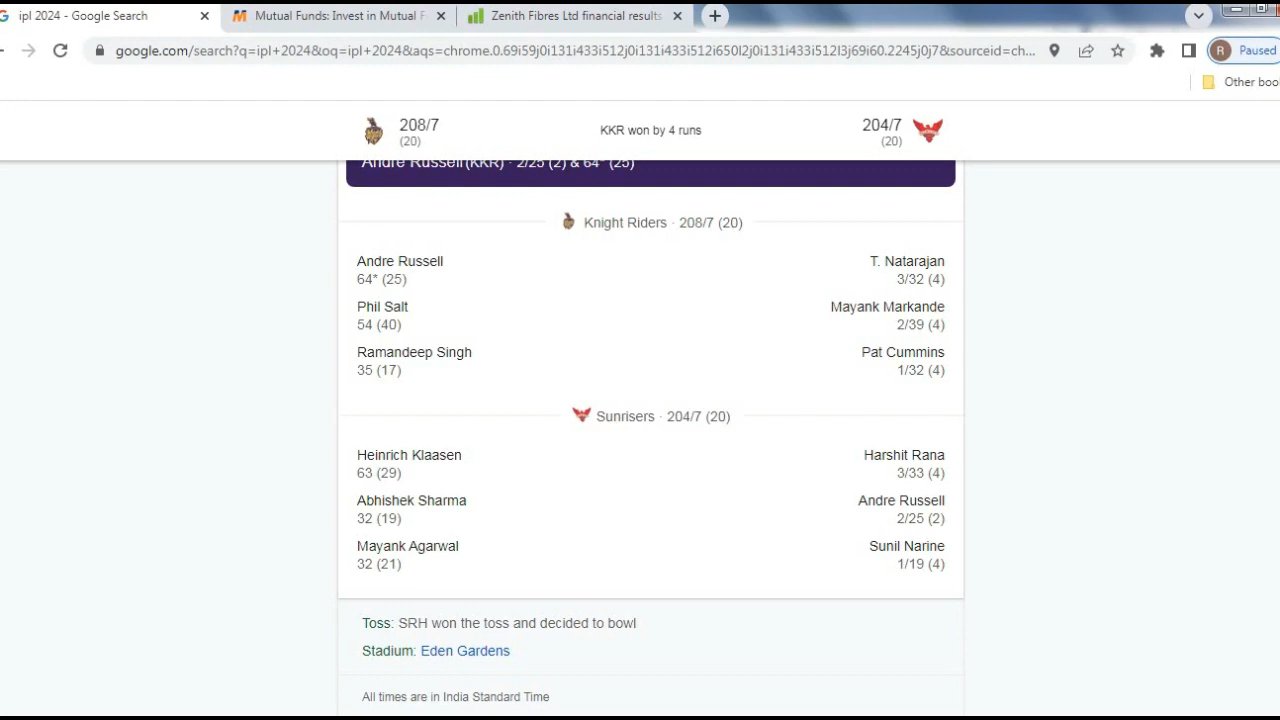 ipl 2024 - Google Search
Mutual Funds: Invest in Mutual F
Zenith Fibres Ltd financial results
google.com/search?q=ipl+2024&oq=ipl+2024&aqs=chrome.0.69i59j0i131i433i512j0i131i433i512i650l2j0i131i433i512l3j69i60.2245j0j7&sourceid=ch...
R Paused
Other boo
208/7
(20)
KKR won by 4 runs
204/7
(20)
Andre Russell(KKR) · 2/25 (2) & 64* (25)
Knight Riders · 208/7 (20)
Andre Russell
64* (25)
T. Natarajan
3/32 (4)
Phil Salt
54 (40)
Mayank Markande
2/39 (4)
Ramandeep Singh
35 (17)
Pat Cummins
1/32 (4)
Sunrisers · 204/7 (20)
Heinrich Klaasen
63 (29)
Harshit Rana
3/33 (4)
Abhishek Sharma
32 (19)
Andre Russell
2/25 (2)
Mayank Agarwal
32 (21)
Sunil Narine
1/19 (4)
Toss: SRH won the toss and decided to bowl
Stadium: Eden Gardens
All times are in India Standard Time